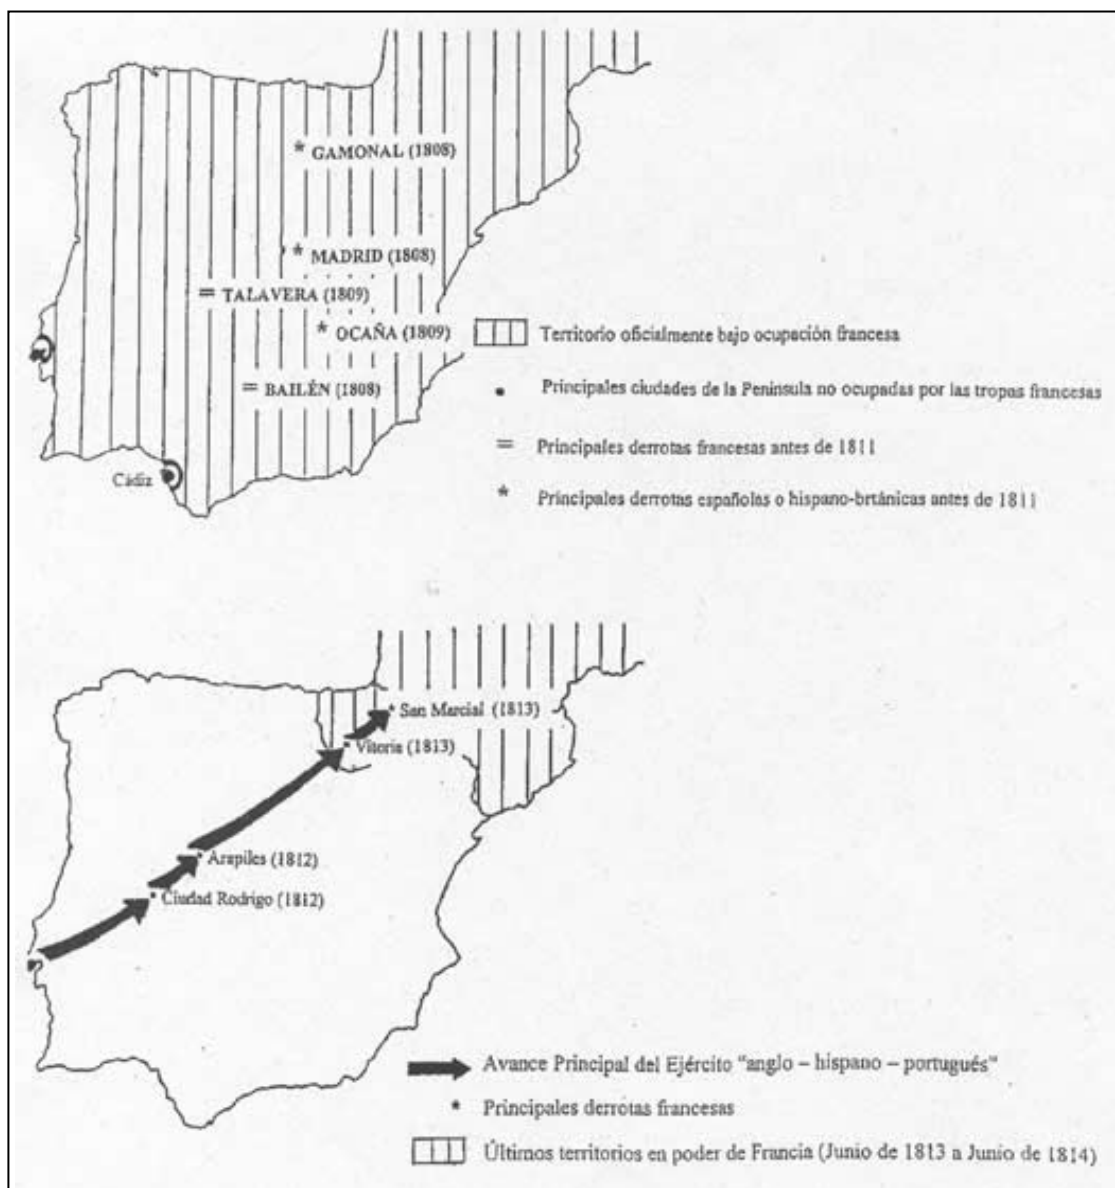 * GAMONAL (1808)
* MADRID (1808)
= TALAVERA (1809)
* OCAÑA (1809)
= BAILÉN (1808)
Cádiz
Territorio oficialmente bajo ocupación francesa
Principales ciudades de la Península no ocupadas por las tropas francesas
= Principales derrotas francesas antes de 1811
* Principales derrotas españolas o hispano-brtánicas antes de 1811
San Marcial (1813)
Vitoria (1813)
Arapiles (1812)
Ciudad Rodrigo (1812)
Avance Principal del Ejército “anglo – hispano – portugués”
* Principales derrotas francesas
Últimos territorios en poder de Francia (Junio de 1813 a Junio de 1814)